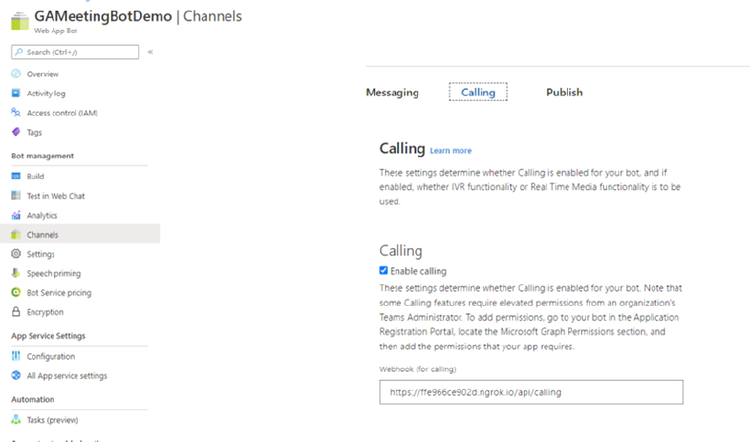 GAMeetingBotDemo | Channels
Web App Bot
Search (Ctrl+/)
«
Overview
Activity log
Access control (IAM)
Tags
Bot management
Build
Test in Web Chat
Analytics
Channels
Settings
Speech priming
Bot Service pricing
Encryption
App Service Settings
Configuration
All App service settings
Automation
Tasks (preview)
Messaging
Calling
Publish
Calling Learn more
These settings determine whether Calling is enabled for your bot, and if
enabled, whether IVR functionality or Real Time Media functionality is to be
used.
Calling
Enable calling
These settings determine whether Calling is enabled for your bot. Note that
some Calling features require elevated permissions from an organization's
Teams Administrator. To add permissions, go to your bot in the Application
Registration Portal, locate the Microsoft Graph Permissions section, and
then add the permissions that your app requires.
Webhook (for calling)
https://ffe966ce902d.ngrok.io/api/calling